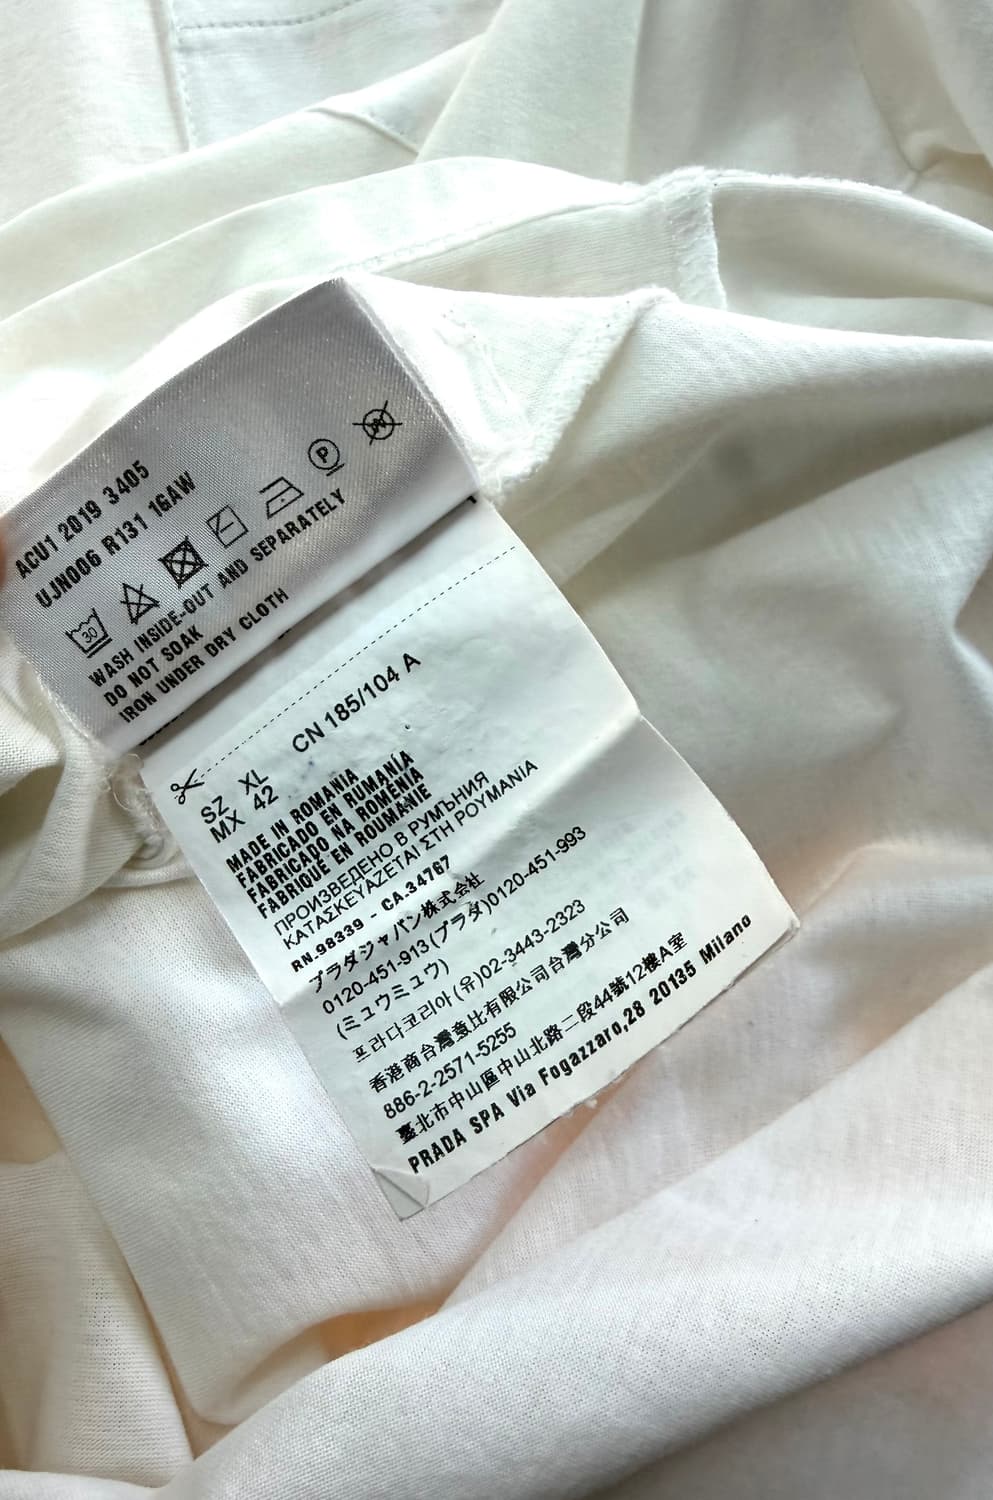 ACU1 2019 3405
UJN006 R131 16AW
30
P
W
WASH INSIDE-OUT AND SEPARATELY
DO NOT SOAK
IRON UNDER DRY CLOTH
CN 185/104 A
SZ XL
MX 42
MADE IN ROMANIA
FABRICADO EN RUMANÍA
FABRICADO NA ROMÉNIA
FABRIQUÉ EN ROUMANIE
ПРОИЗВЕДЕНО В РУМЪНИЯ
ΚΑΤΑΣΚΕΥΑΖΕΤΑΙ ΣΤΗ ΡΟΥΜΑΝΙΑ
RN.98339 - CA.34767
プラダジャパン株式会社
0120-451-913(プラダ)0120-451-993
(ミュウミュウ)
프라다코리아 (유)02-3443-2323
香港商台灣意比有限公司台灣分公司
886-2-2571-5255
臺北市中山區中山北路二段44號12樓A室
PRADA SPA Via Fogazzaro,28 20135 Milano